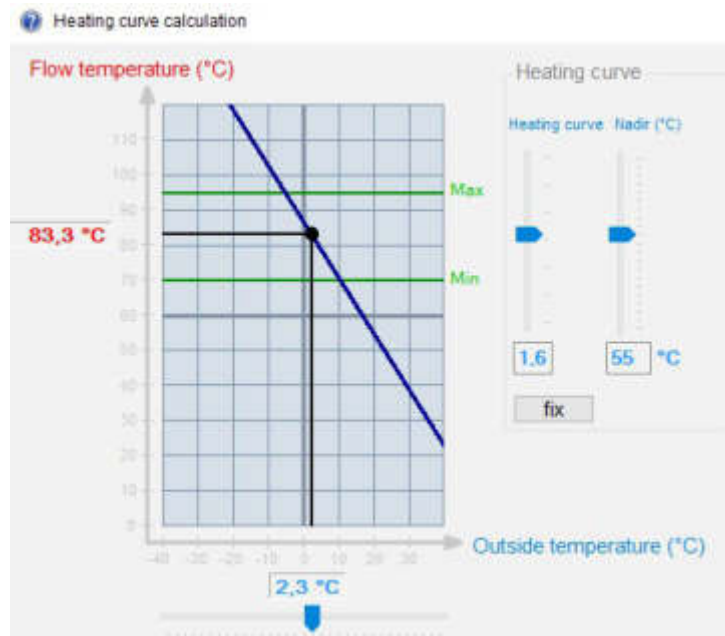 Heating curve calculation
Flow temperature (°C)
Heating curve
Heating curve Nadir (°C)
110
100
Max
90
83,3 °C
80
70
Min
60
50
1,6
55 °C
40
fix
30
20
10
0
-40 -30 -20 -10 0 10 20 30
Outside temperature (°C)
2,3 °C